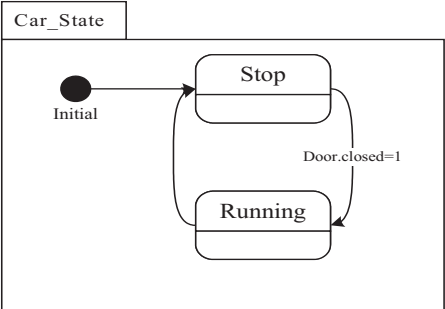 Car_State
Stop
Initial
Door.closed=1
Running